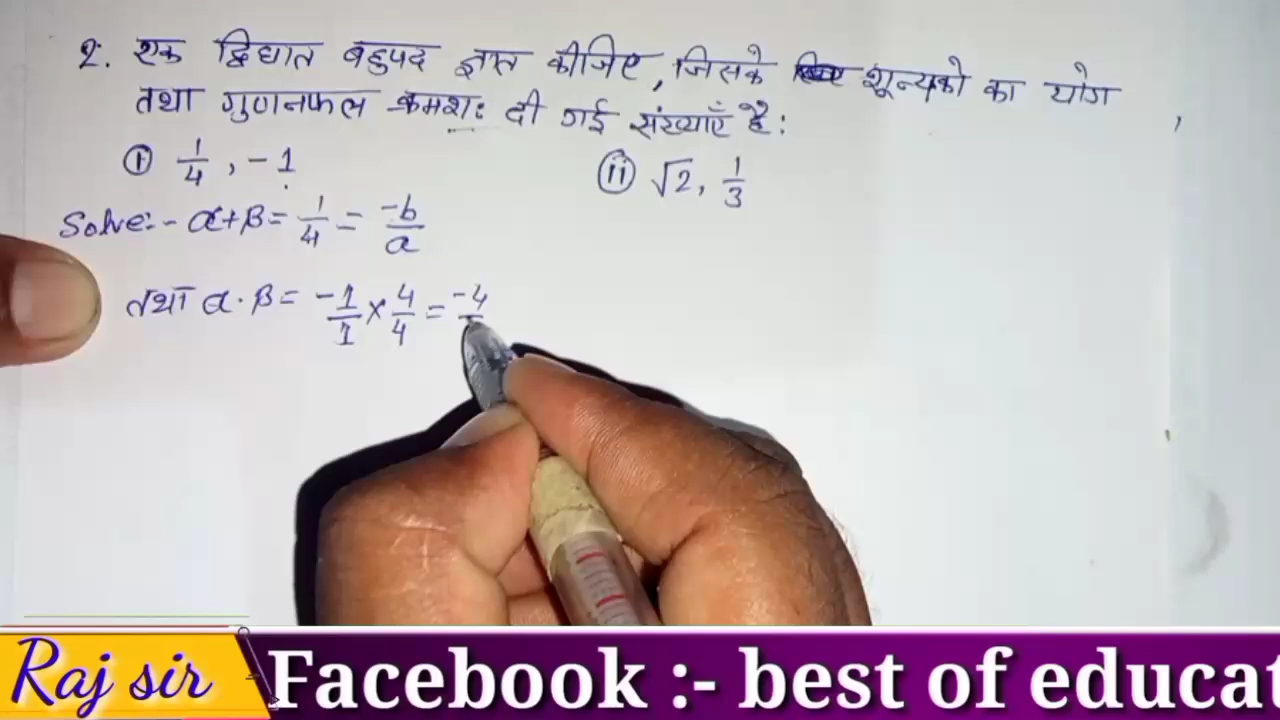 2. एक द्विघात बहुपद ज्ञात कीजिए, जिसके शून्यको का योग
तथा गुणनफल क्रमशः दी गई संख्याएँ है:
(i) 1/4, -1 (ii) √2, 1/3
Solve:- α+β = 1/4 = -b/a
तथा α·β = -1/1 × 4/4 = -4/
Raj sir
Facebook :- best of educat